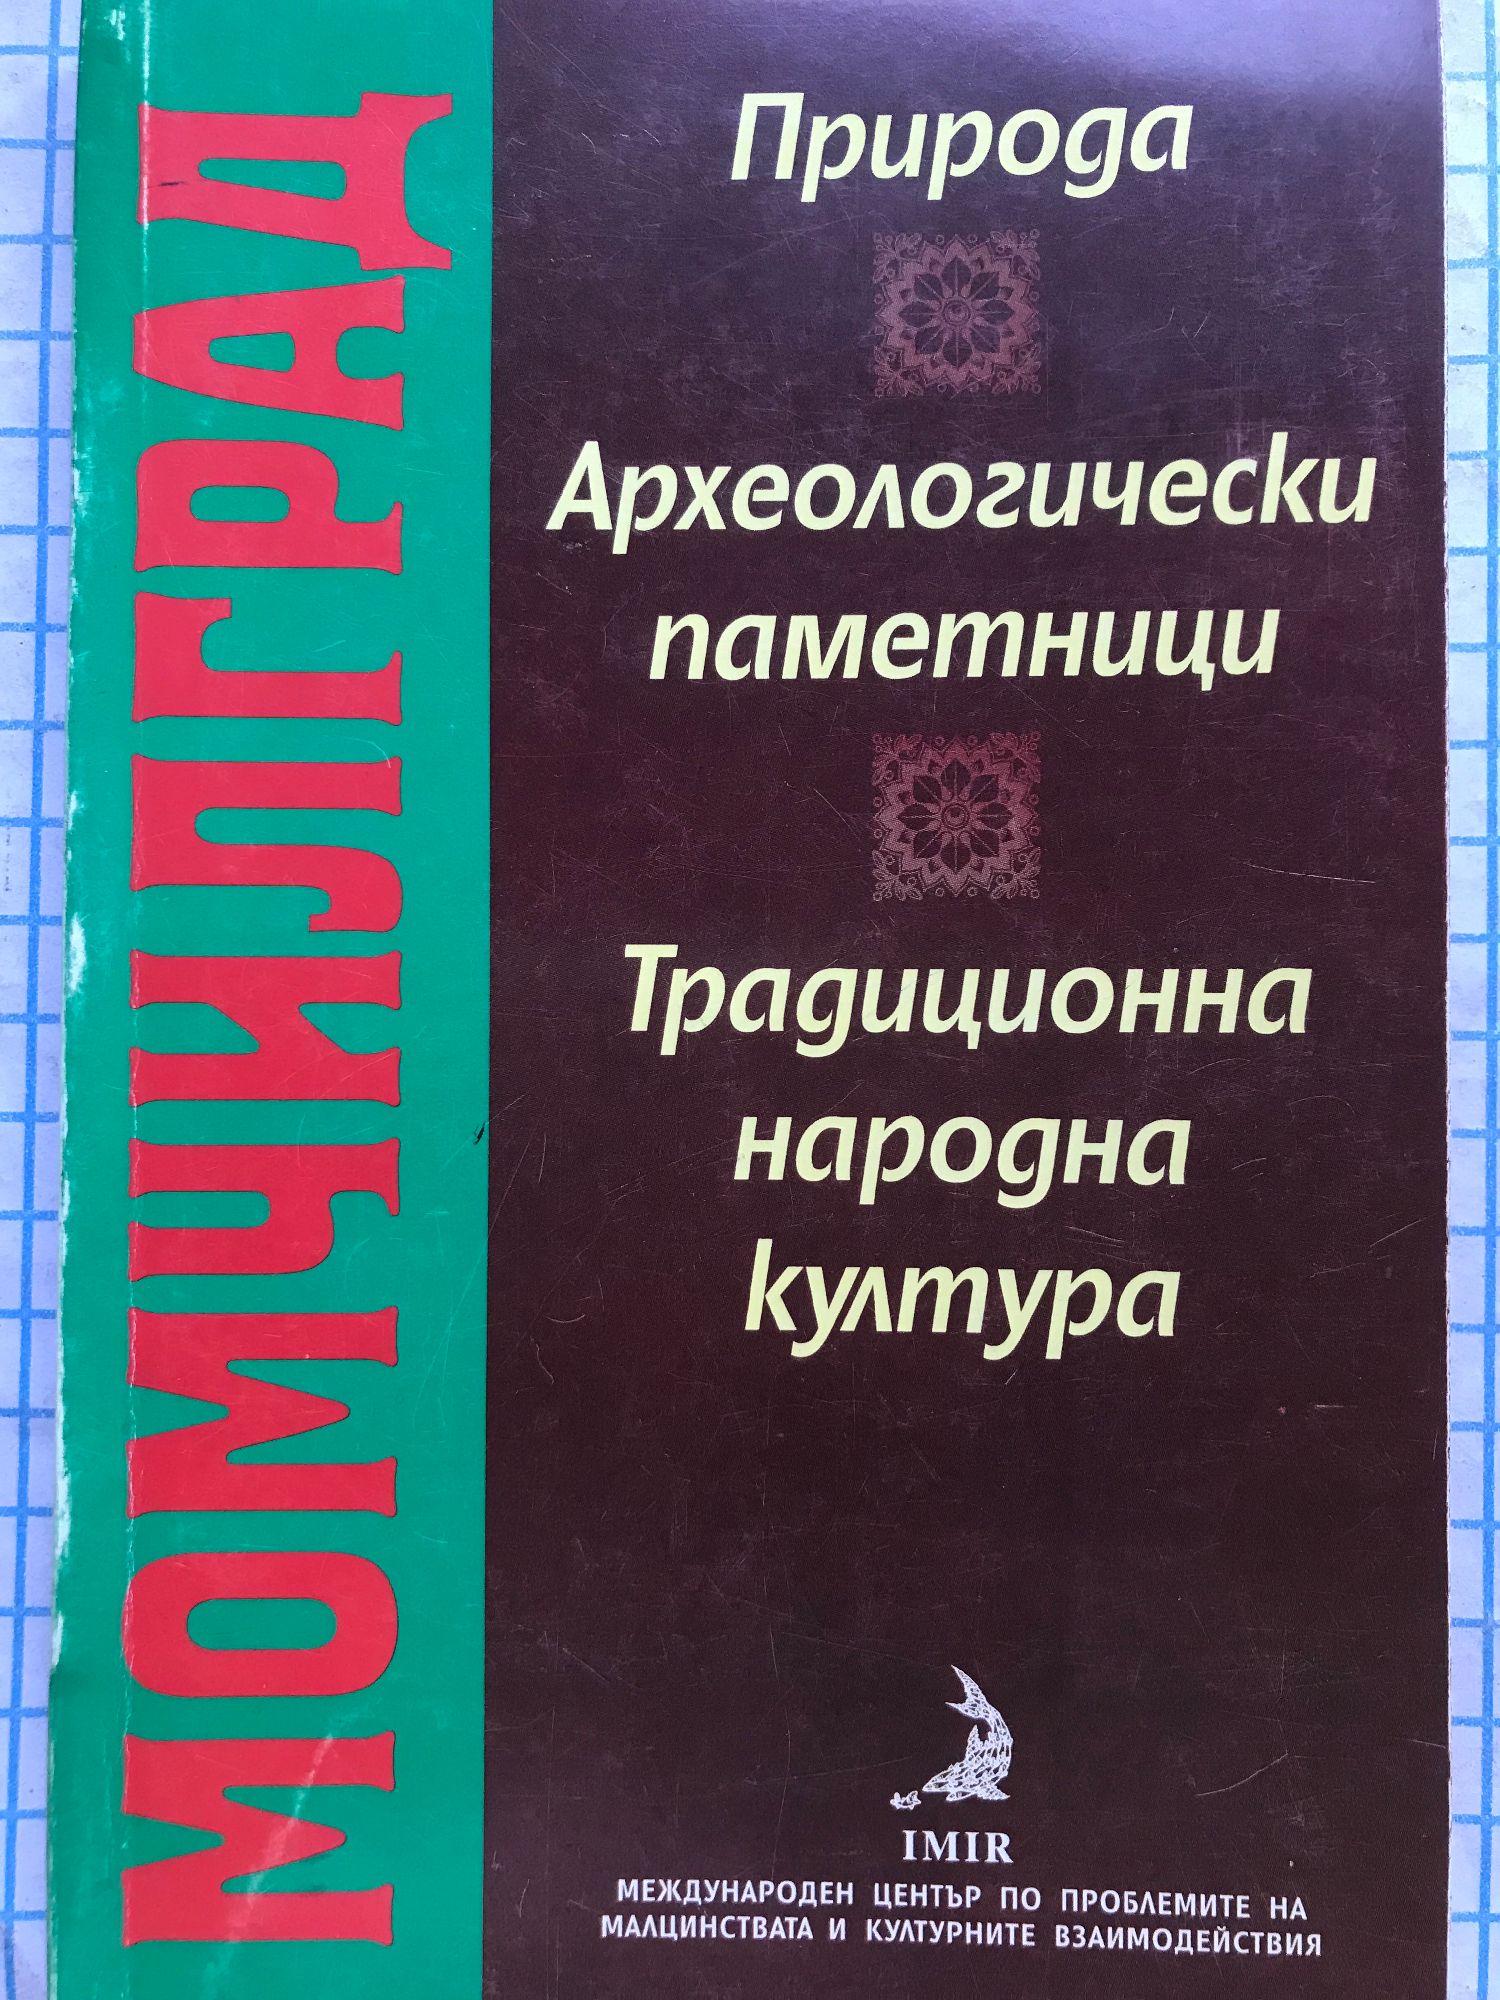 МОМЧИЛГРАД
Природа
Археологически
паметници
Традиционна
народна
култура
IMIR
МЕЖДУНАРОДЕН ЦЕНТЪР ПО ПРОБЛЕМИТЕ НА
МАЛЦИНСТВАТА И КУЛТУРНИТЕ ВЗАИМОДЕЙСТВИЯ